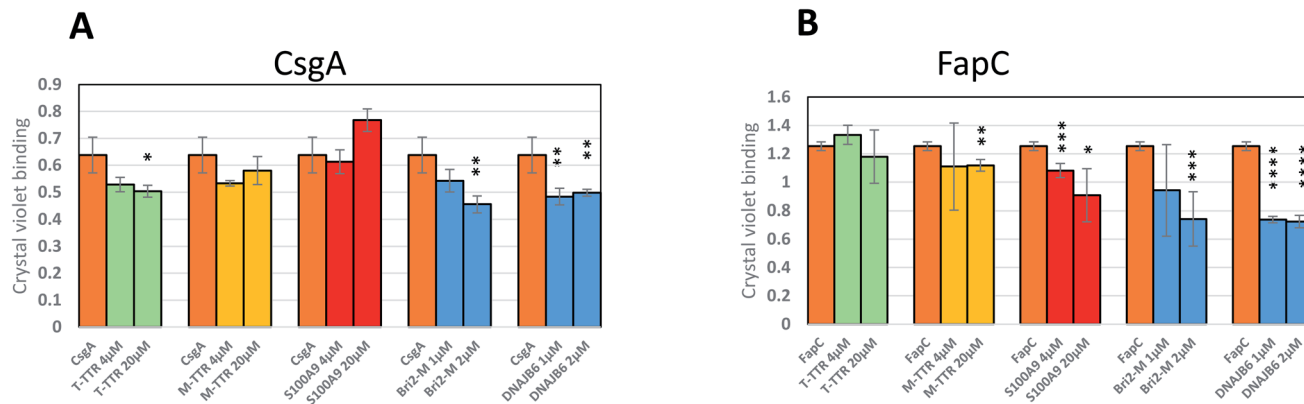 A
CsgA
Crystal violet binding
0.9
0.8
0.7
0.6
0.5
0.4
0.3
0.2
0.1
0
*
**
**
**
CsgA
T-TTR 4µM
T-TTR 20µM
CsgA
M-TTR 4µM
M-TTR 20µM
CsgA
S100A9 4µM
S100A9 20µM
CsgA
Bri2-M 1µM
Bri2-M 2µM
CsgA
DNAJB6 1µM
DNAJB6 2µM
B
FapC
Crystal violet binding
1.6
1.4
1.2
1
0.8
0.6
0.4
0.2
0
**
***
*
***
****
****
FapC
T-TTR 4µM
T-TTR 20µM
FapC
M-TTR 4µM
M-TTR 20µM
FapC
S100A9 4µM
S100A9 20µM
FapC
Bri2-M 1µM
Bri2-M 2µM
FapC
DNAJB6 1µM
DNAJB6 2µM